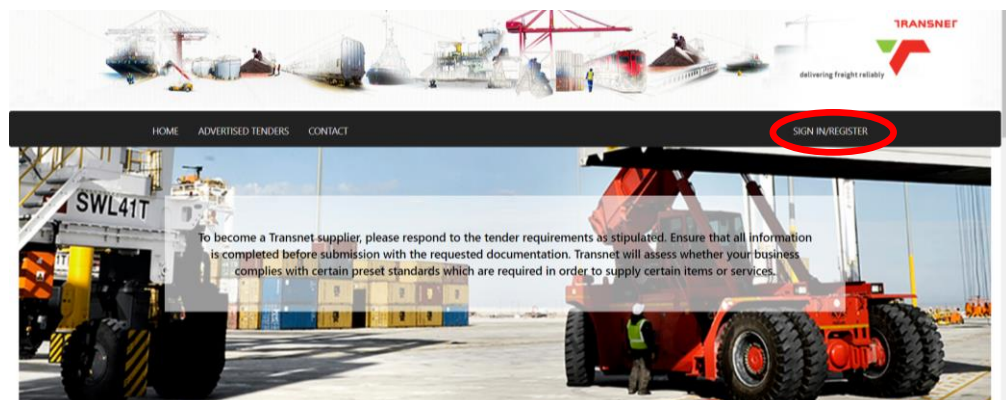 TRANSNET
delivering freight reliably
HOME ADVERTISED TENDERS CONTACT SIGN IN/REGISTER
SWL41T
To become a Transnet supplier, please respond to the tender requirements as stipulated. Ensure that all information
is completed before submission with the requested documentation. Transnet will assess whether your business
complies with certain preset standards which are required in order to supply certain items or services.